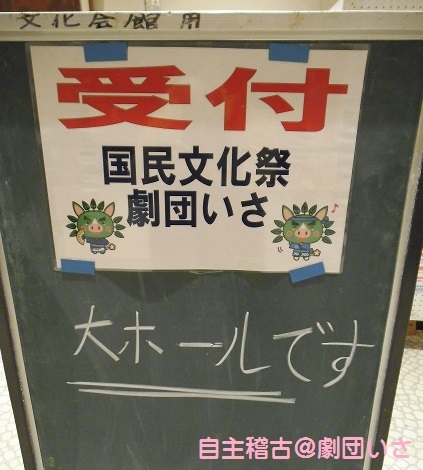 文化会館用
受付
国民文化祭
劇団いさ
大ホールです
自主稽古@劇団いさ